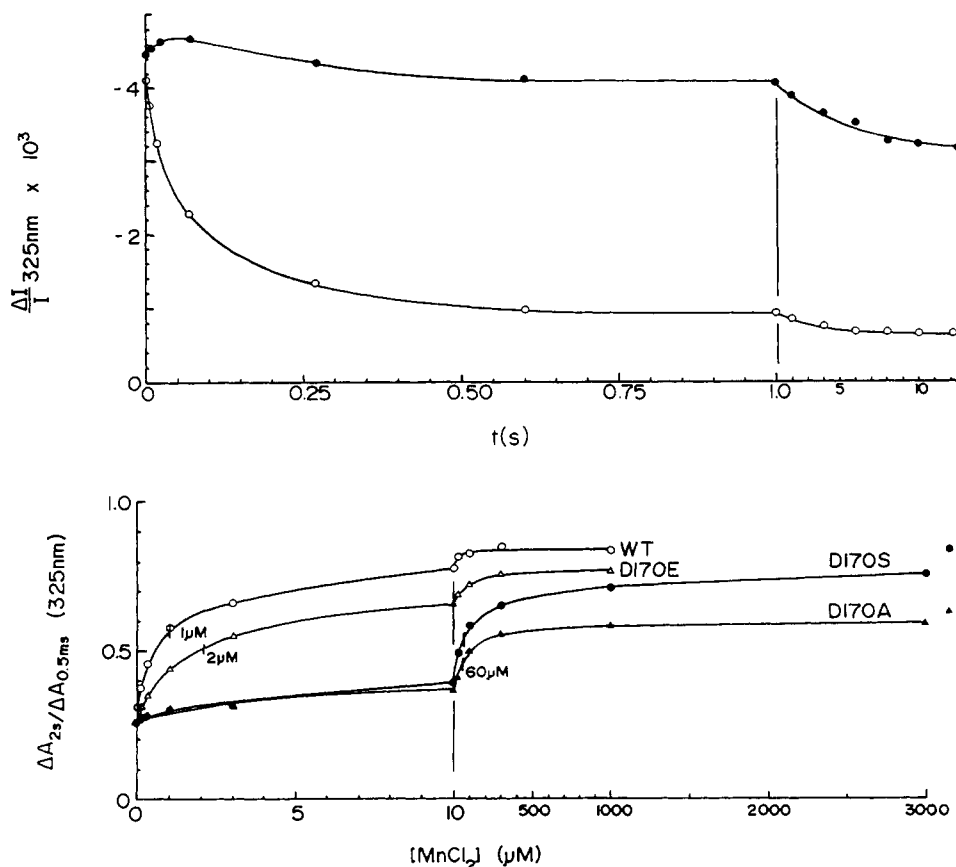 - 4
- 2
0
ΔI/I 325nm x 10³
0 0.25 0.50 0.75 1.0 5 10
t(s)
1.0
0.5
0
ΔA2s/ΔA0.5ms (325nm)
WT
D170E
D170S
D170A
1μM
2μM
60μM
0 5 10 500 1000 2000 3000
[MnCl2] (μM)